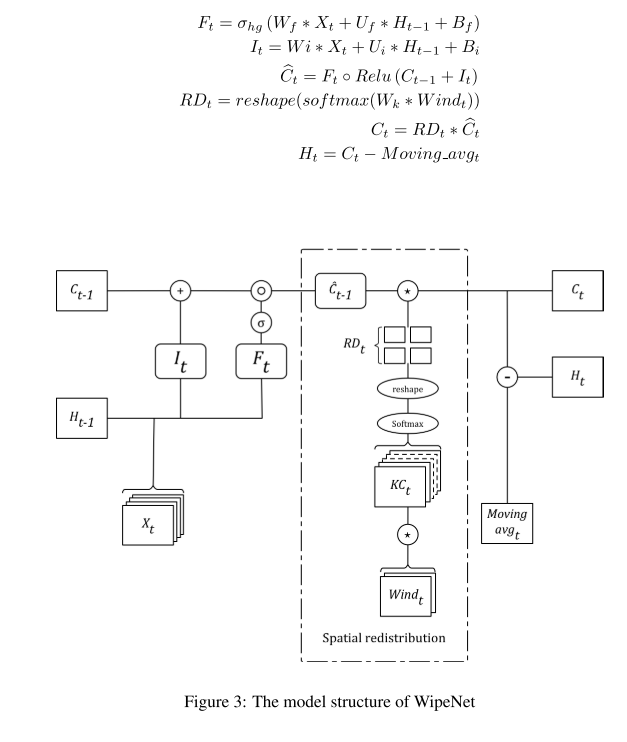 F_t = σ_{hg} (W_f * X_t + U_f * H_{t-1} + B_f)
I_t = Wi * X_t + U_i * H_{t-1} + B_i
Ĉ_t = F_t ∘ Relu (C_{t-1} + I_t)
RD_t = reshape(softmax(W_k * Wind_t))
C_t = RD_t * Ĉ_t
H_t = C_t − Moving_avg_t
C_{t-1}
+
o
Ĉ_{t-1}
⋆
C_t
σ
RD_t
I_t
F_t
reshape
-
H_t
H_{t-1}
Softmax
KC_t
X_t
Moving
avg_t
⋆
Wind_t
Spatial redistribution
Figure 3: The model structure of WipeNet